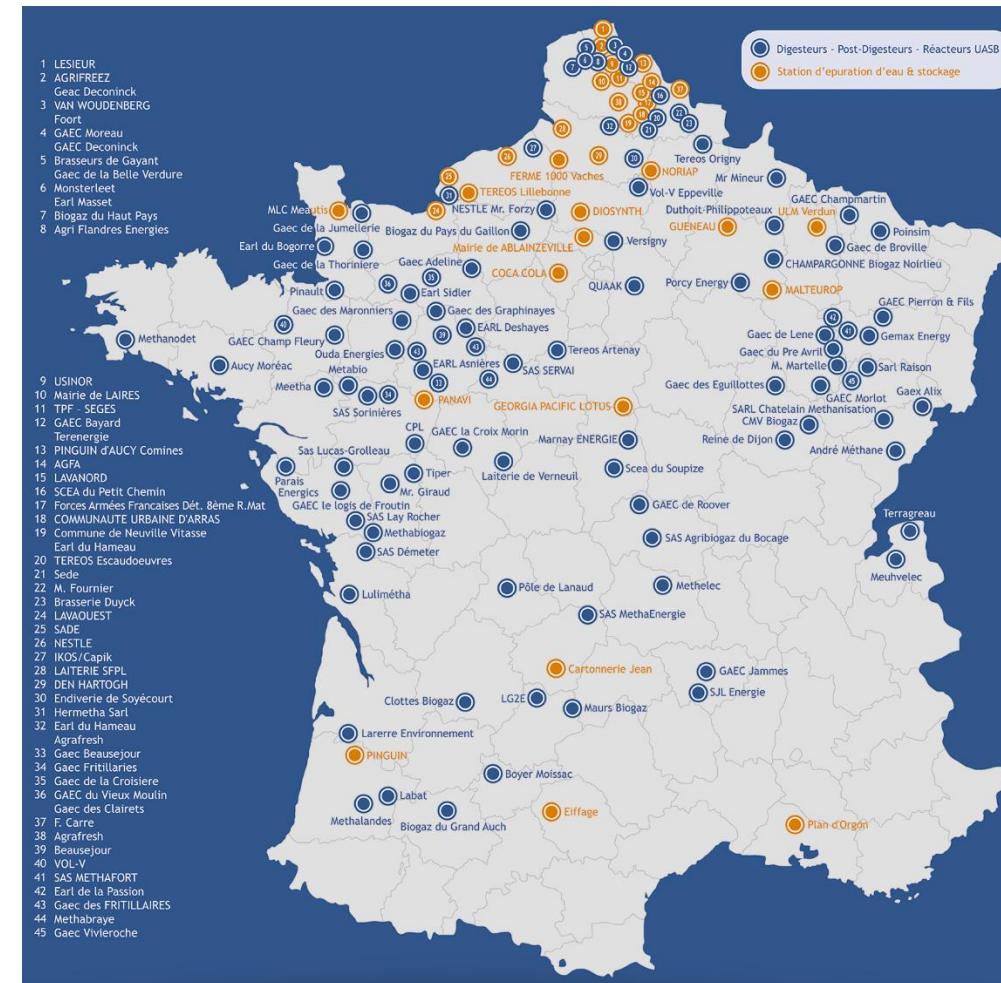 Digesteurs - Post-Digesteurs - Réacteurs UASB
Station d'epuration d'eau & stockage
1 LESIEUR
2 AGRIFREEZ
Geac Deconinck
3 VAN WOUDENBERG
Foort
4 GAEC Moreau
GAEC Deconinck
5 Brasseurs de Gayant
Gaec de la Belle Verdure
6 Monsterleet
Earl Masset
7 Biogaz du Haut Pays
8 Agri Flandres Energies
9 USINOR
10 Mairie de LAIRES
11 TPF - SEGES
12 GAEC Bayard
Terenergie
13 PINGUIN d'AUCY Comines
14 AGFA
15 LAVANORD
16 SCEA du Petit Chemin
17 Forces Armées Francaises Dét. 8ème R.Mat
18 COMMUNAUTE URBAINE D'ARRAS
19 Commune de Neuville Vitasse
Earl du Hameau
20 TEREOS Escaudoeuvres
21 Sede
22 M. Fournier
23 Brasserie Duyck
24 LAVAOUEST
25 SADE
26 NESTLE
27 IKOS/Capik
28 LAITERIE SFPL
29 DEN HARTOGH
30 Endiverie de Soyécourt
31 Hermetha Sarl
32 Earl du Hameau
Agrafresh
33 Gaec Beausejour
34 Gaec Fritillaries
35 Gaec de la Croisiere
36 GAEC du Vieux Moulin
Gaec des Clairets
37 F. Carre
38 Agrafresh
39 Beausejour
40 VOL-V
41 SAS METHAFORT
42 Earl de la Passion
43 Gaec des FRITILLAIRES
44 Methabraye
45 Gaec Vivieroche
Tereos Origny
FERME 1000 Vaches
NORIAP
Mr Mineur
Vol-V Eppeville
TEREOS Lillebonne
GAEC Champmartin
MLC Meautis
NESTLE Mr. Forzy
DIOSYNTH
Duthoit-Philippoteaux
ULM Verdun
Gaec de la Jumellerie
Biogaz du Pays du Gaillon
GUENEAU
Poinsim
Earl du Bogorre
Mairie de ABLAINZEVILLE
Versigny
Gaec de Broville
Gaec de la Thoriniere
Gaec Adeline
CHAMPARGONNE Biogaz Noirlieu
COCA.COLA
QUAAK
Porcy Energy
Pinault
Earl Sidler
MALTEUROP
GAEC Pierron & Fils
Gaec des Maronniers
Gaec des Graphinayes
Methanodet
GAEC Champ Fleury
EARL Deshayes
Gaec de Lene
Gemax Energy
Ouda Energies
Tereos Artenay
Gaec du Pre Avril
Aucy Moréac
Metabio
EARL Asnières
SAS SERVAI
M. Martelle
Sarl Raison
Meetha
Gaec des Eguillottes
SAS Sorinières
PANAVI
GEORGIA PACIFIC LOTUS
GAEC Morlot
Gaex Alix
SARL Chatelain Methanisation
CMV Biogaz
CPL
GAEC la Croix Morin
Marnay ENERGIE
Reine de Dijon
André Méthane
Sas Lucas-Grolleau
Laiterie de Verneuil
Scea du Soupize
Parais
Energics
Tiper
Mr. Giraud
GAEC le logis de Froutin
GAEC de Roover
SAS Lay Rocher
Terragreau
Methabiogaz
SAS Agribiogaz du Bocage
SAS Démeter
Meuhvelec
Pôle de Lanaud
Methelec
Lulimétha
SAS MethaEnergie
Cartonnerie Jean
GAEC Jammes
SJL Energie
Clottes Biogaz
LG2E
Maurs Biogaz
Larerre Environnement
PINGUIN
Boyer Moissac
Labat
Methalandes
Biogaz du Grand Auch
Eiffage
Plan d'Orgon